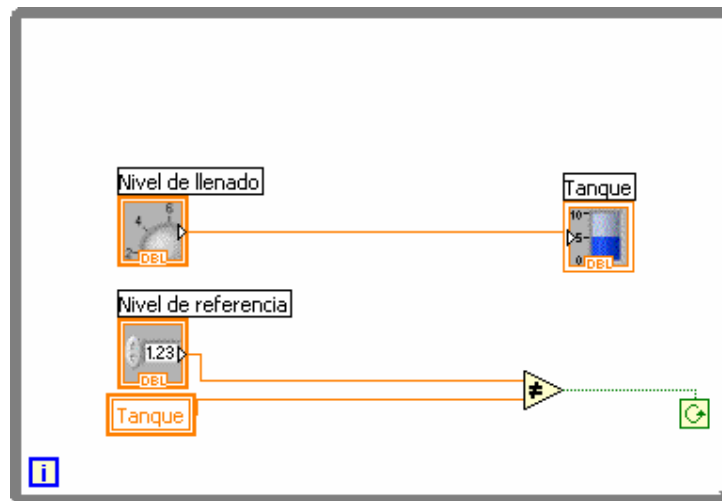 Nivel de llenado
2
4
6
DBL
Tanque
10
5
0
DBL
Nivel de referencia
1.23
DBL
Tanque
≠
i